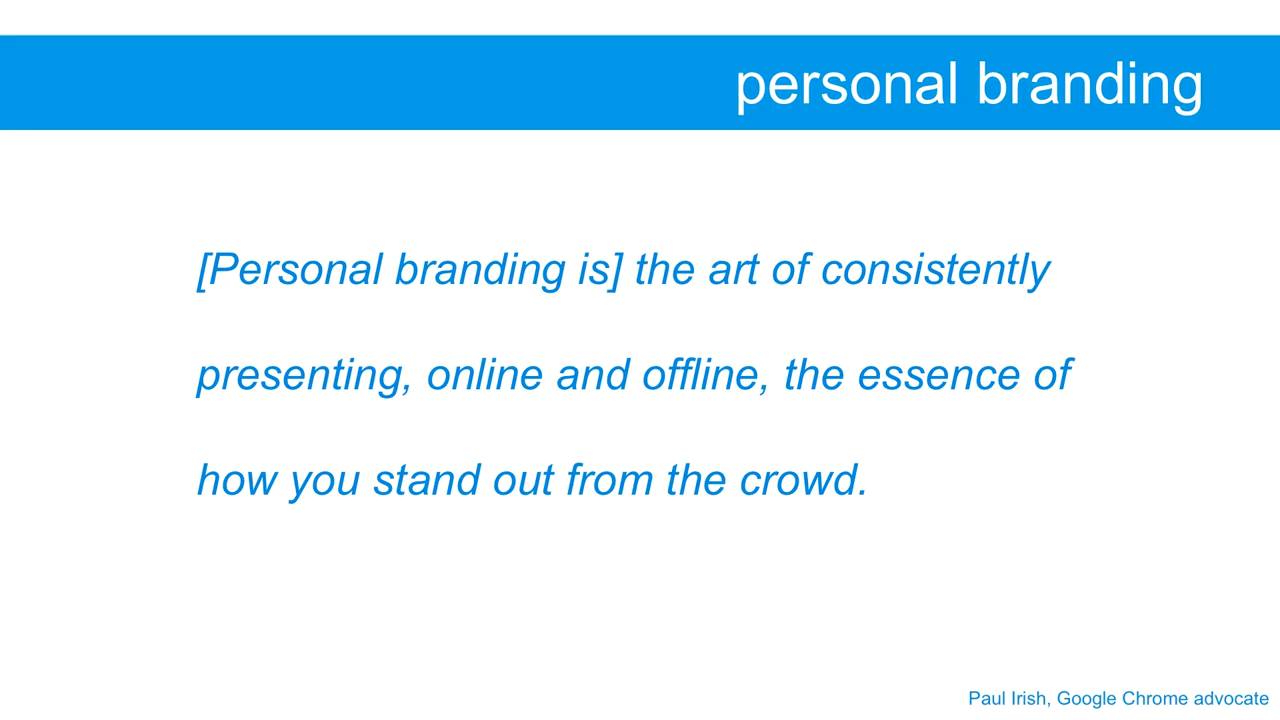 personal branding
[Personal branding is] the art of consistently
presenting, online and offline, the essence of
how you stand out from the crowd.
Paul Irish, Google Chrome advocate